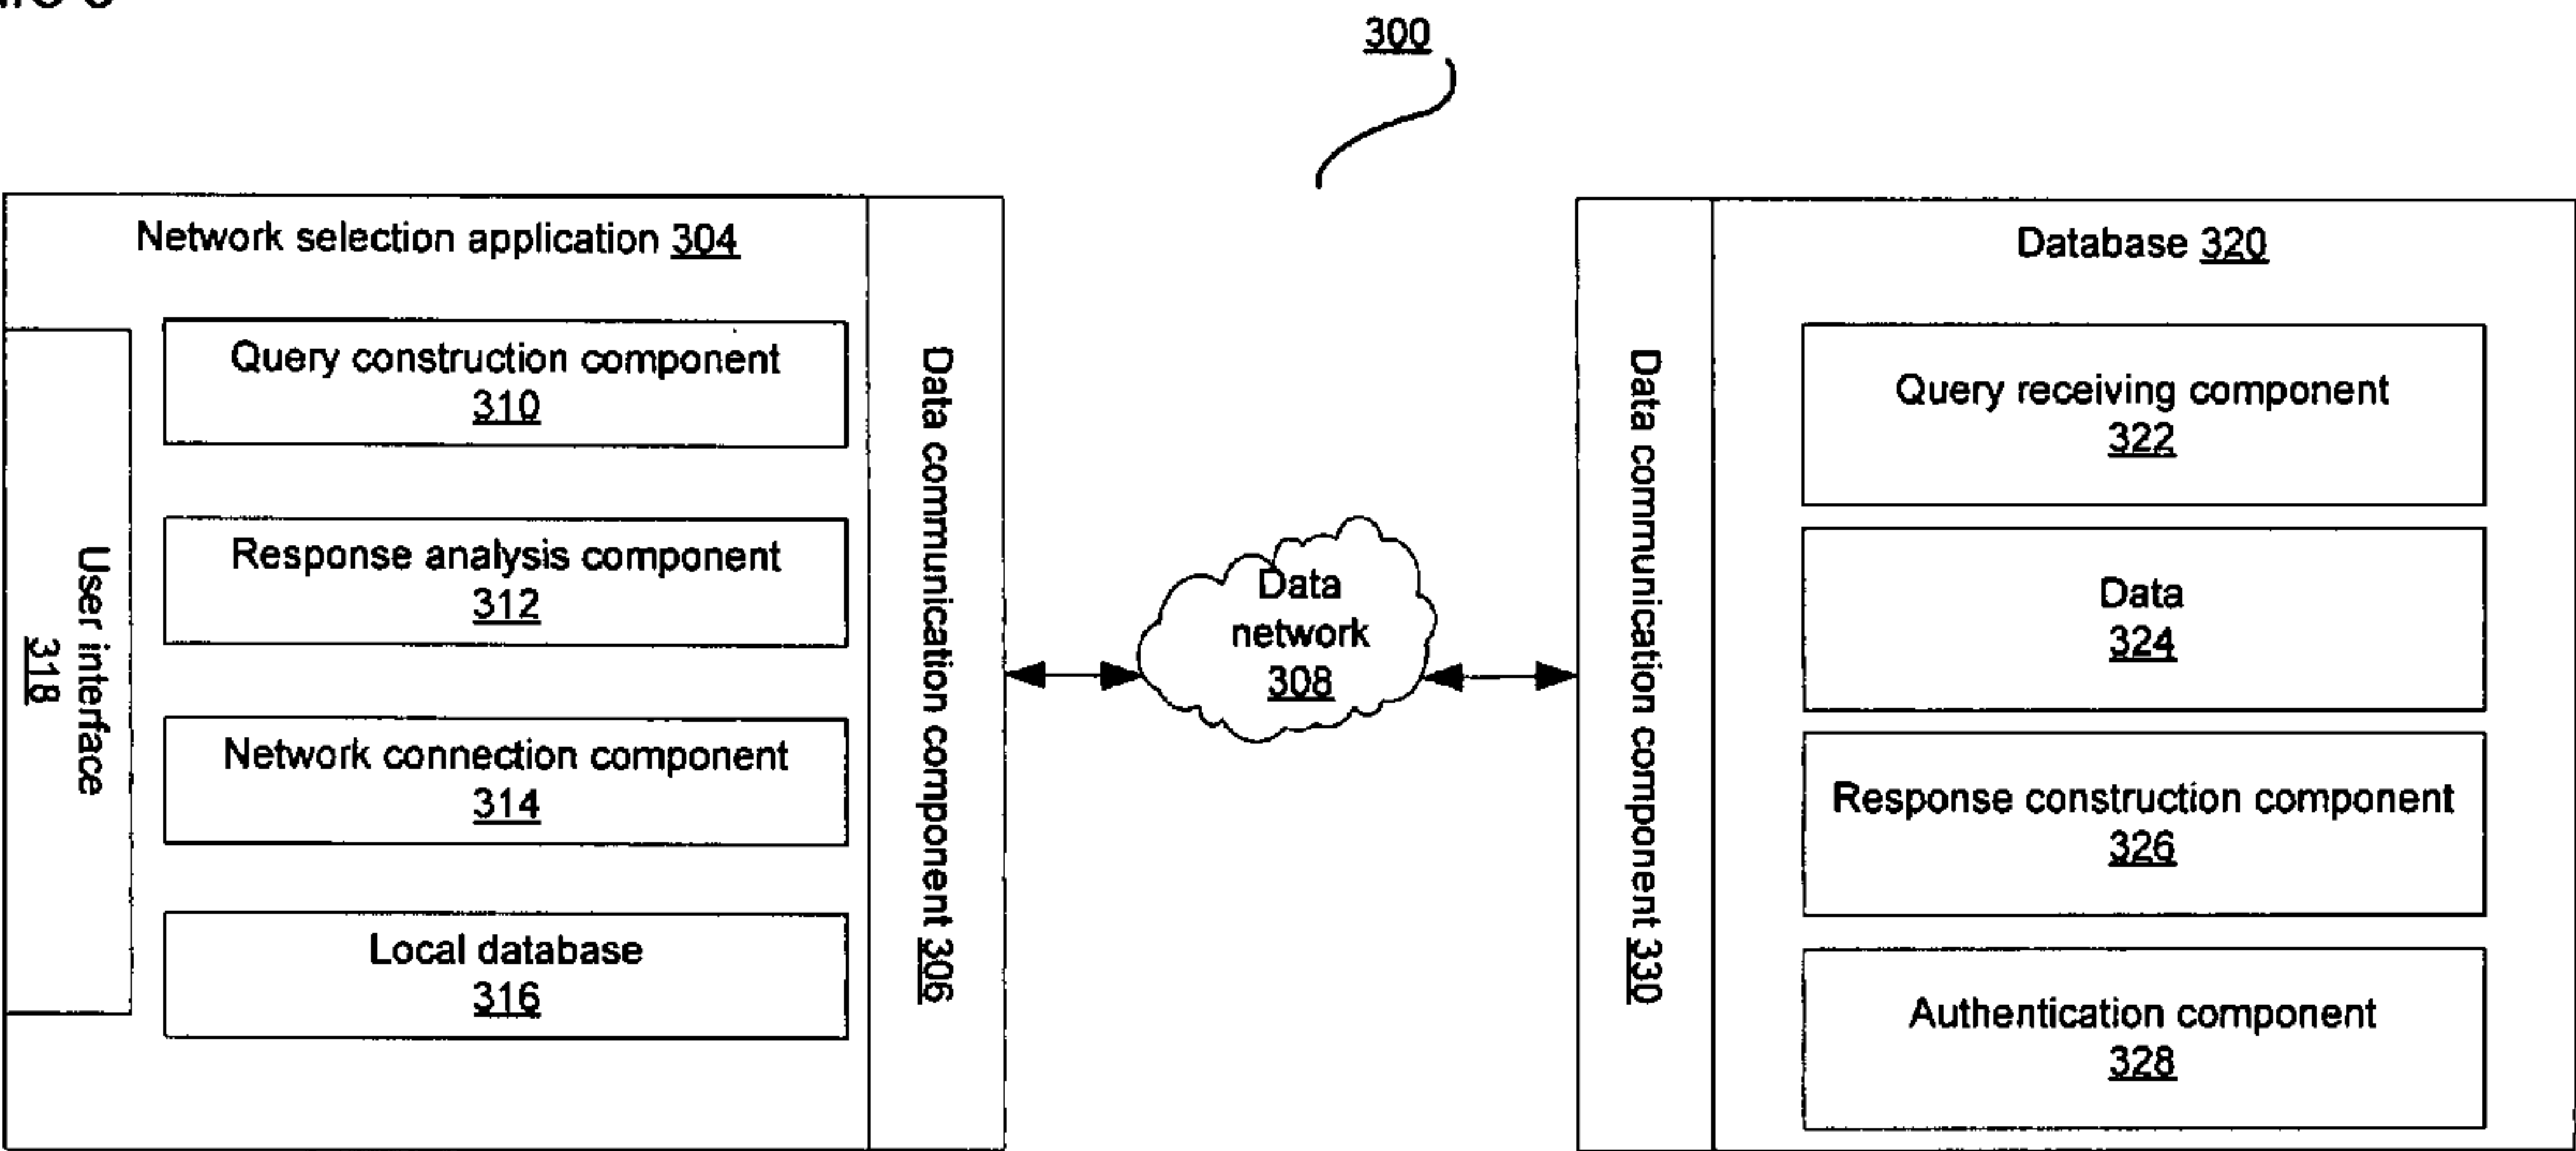 300
Network selection application 304
Query construction component
310
Response analysis component
312
Network connection component
314
Local database
316
User interface
318
Data communication component 306
Data
network
308
Data communication component 330
Database 320
Query receiving component
322
Data
324
Response construction component
326
Authentication component
328